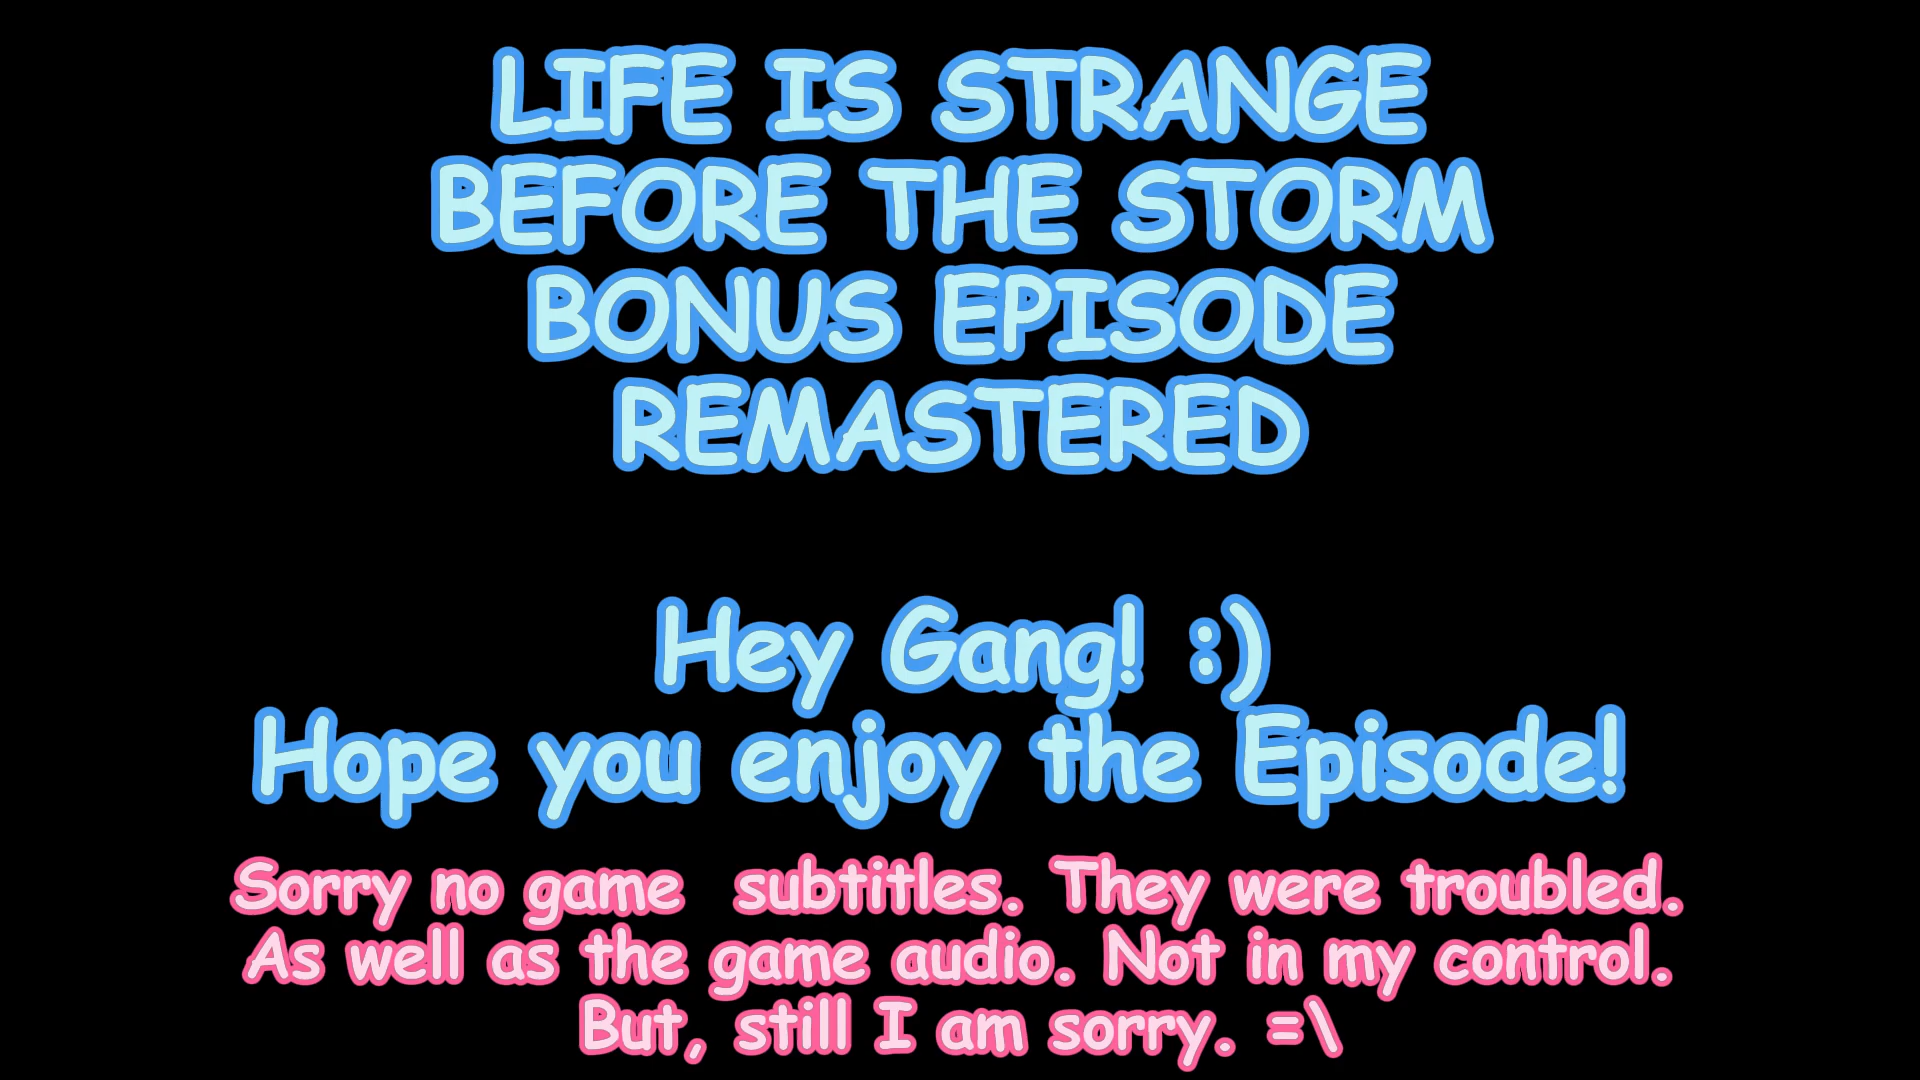 LIFE IS STRANGE
BEFORE THE STORM
BONUS EPISODE
REMASTERED
Hey Gang! :)
Hope you enjoy the Episode!
Sorry no game  subtitles. They were troubled.
As well as the game audio. Not in my control.
But, still I am sorry. =\